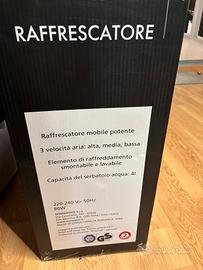 RAFFRESCATORE
Raffrescatore mobile potente
3 velocità aria: alta, media, bassa
Elemento di raffreddamento
smontabile e lavabile
Capacità del serbatoio acqua: 4l
220-240 V~ 50Hz
80W